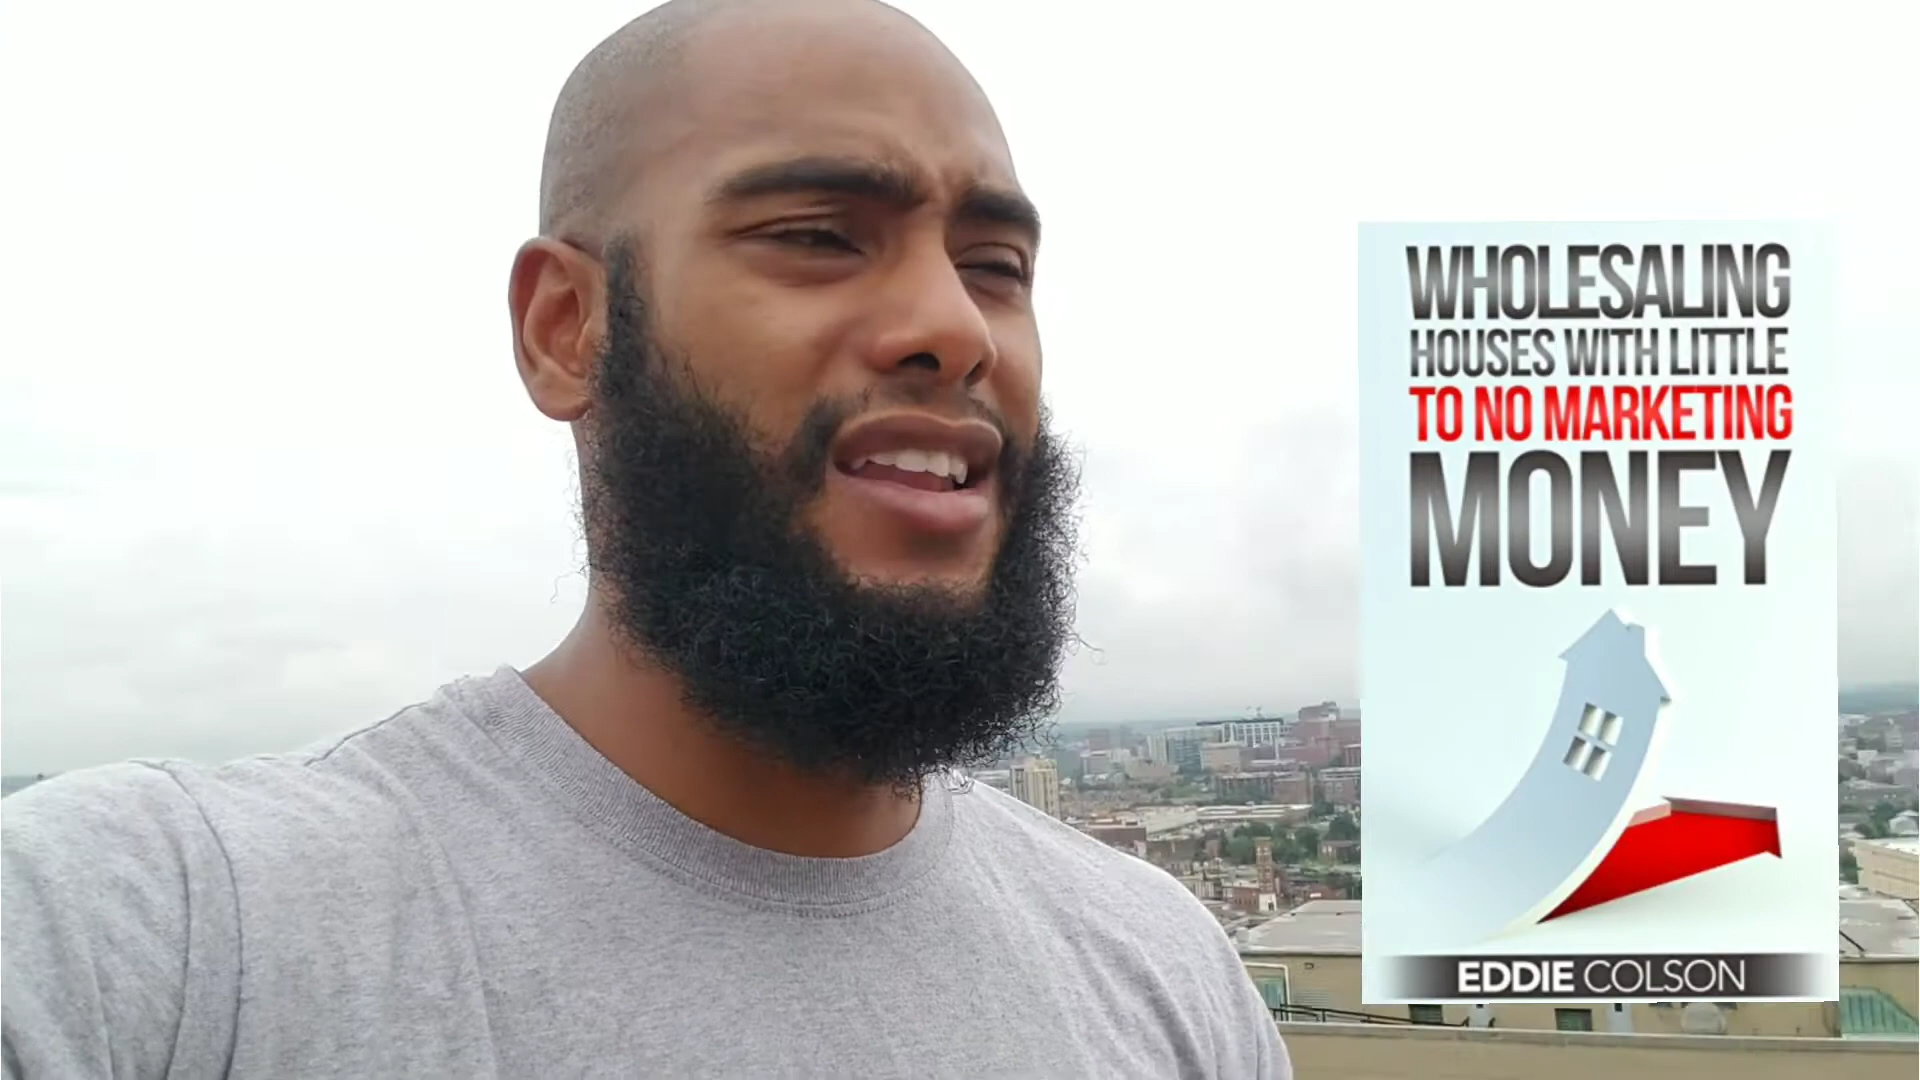 WHOLESALING
HOUSES WITH LITTLE
TO NO MARKETING
MONEY
EDDIE COLSON